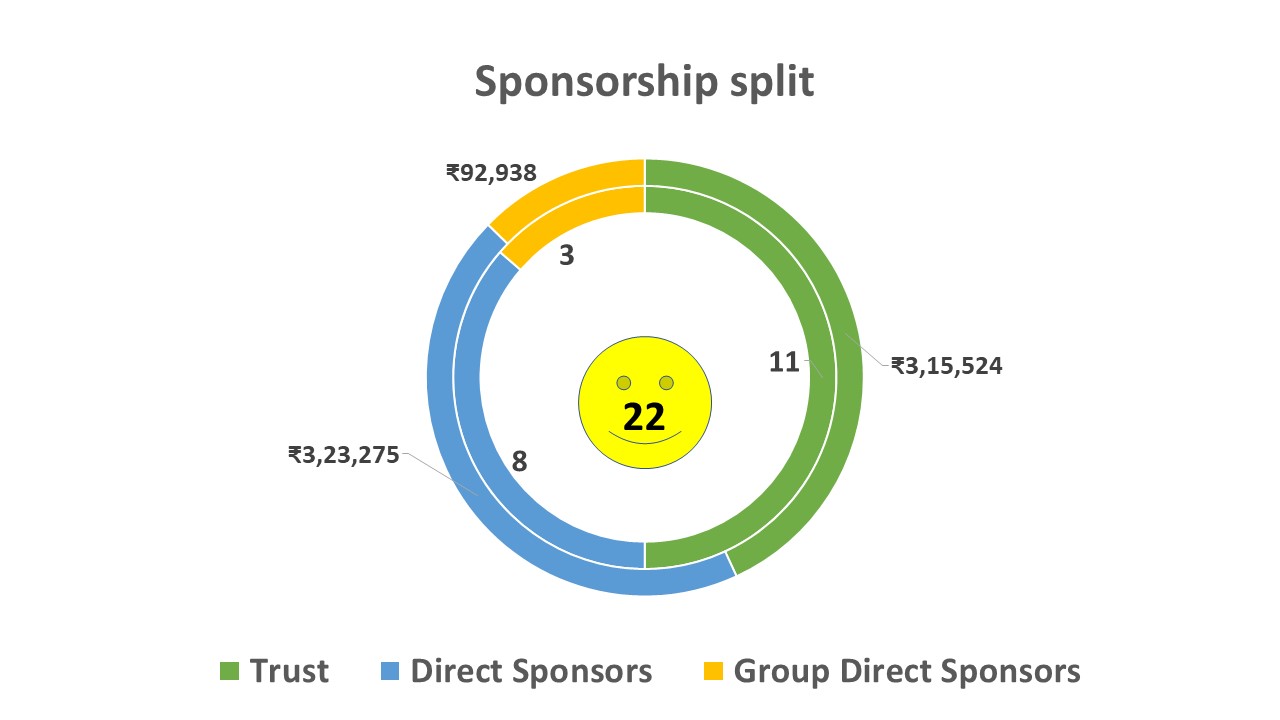 Sponsorship split
₹92,938
3
11
₹3,15,524
22
₹3,23,275
8
Trust
Direct Sponsors
Group Direct Sponsors